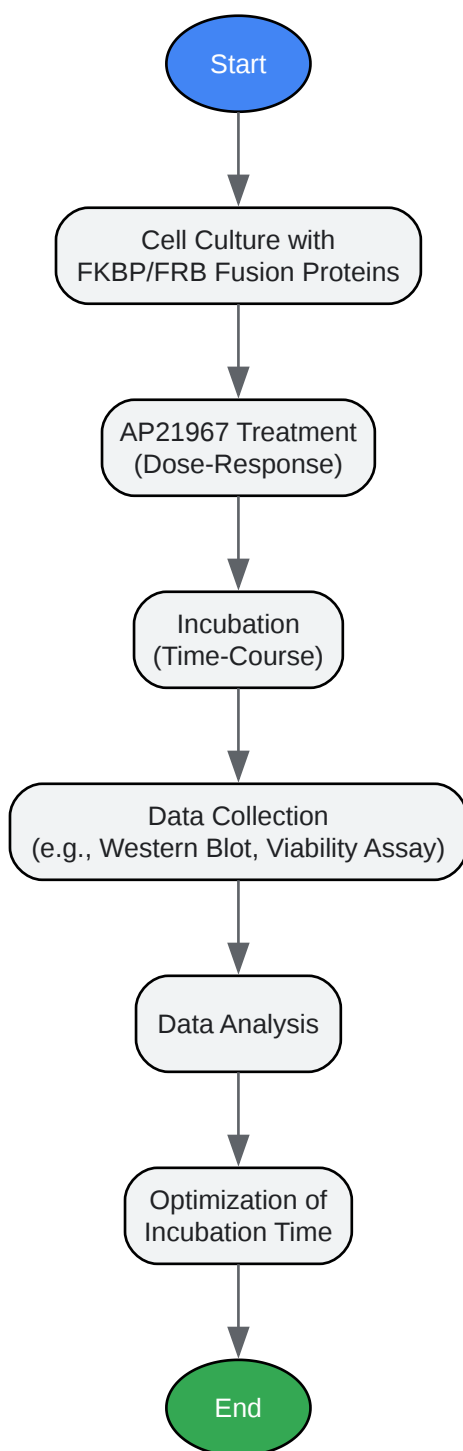 Start
Cell Culture with
FKBP/FRB Fusion Proteins
AP21967 Treatment
(Dose-Response)
Incubation
(Time-Course)
Data Collection
(e.g., Western Blot, Viability Assay)
Data Analysis
Optimization of
Incubation Time
End